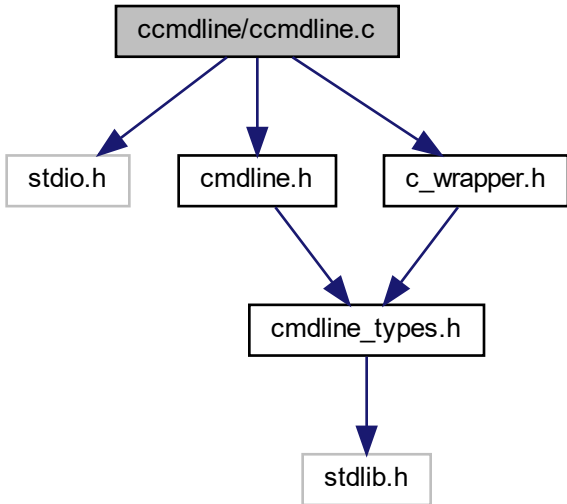 ccmdline/ccmdline.c
stdio.h
cmdline.h
c_wrapper.h
cmdline_types.h
stdlib.h